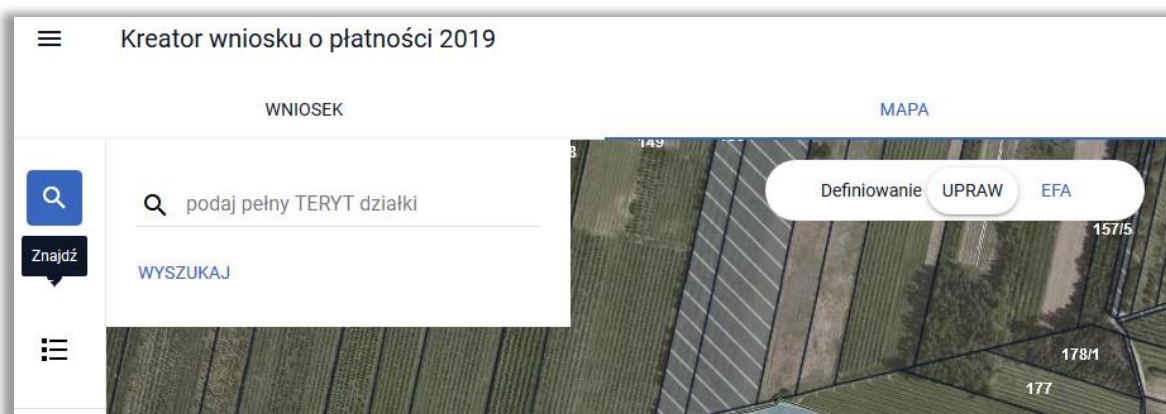 Kreator wniosku o płatności 2019
WNIOSEK
MAPA
149
podaj pełny TERYT działki
Definiowanie UPRAW EFA
Znajdź
157/5
WYSZUKAJ
178/1
177